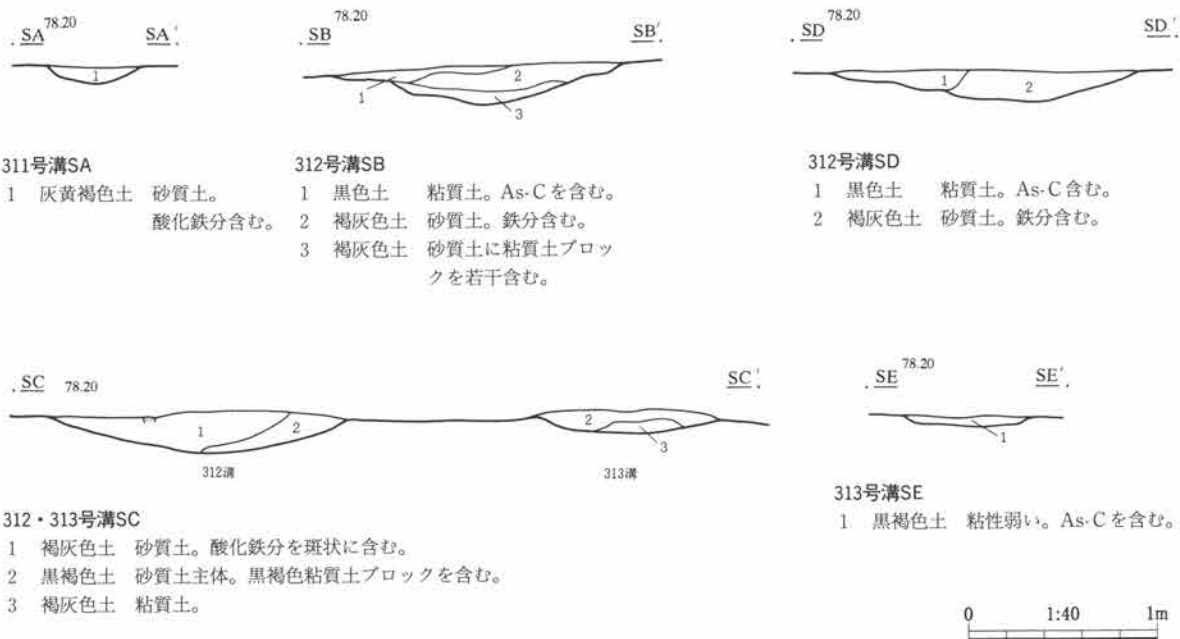 .SA 78.20 SA'.
1
311号溝SA
1 灰黄褐色土 砂質土。
酸化鉄分含む。
.SB 78.20 SB'.
2
1
3
312号溝SB
1 黒色土 粘質土。As-Cを含む。
2 褐灰色土 砂質土。鉄分含む。
3 褐灰色土 砂質土に粘質土ブロッ
クを若干含む。
.SD 78.20 SD'.
1 2
312号溝SD
1 黒色土 粘質土。As-C含む。
2 褐灰色土 砂質土。鉄分含む。
.SC 78.20 SC'.
1 2 2
3
312溝 313溝
312・313号溝SC
1 褐灰色土 砂質土。酸化鉄分を斑状に含む。
2 黒褐色土 砂質土主体。黒褐色粘質土ブロックを含む。
3 褐灰色土 粘質土。
.SE 78.20 SE'.
1
313号溝SE
1 黒褐色土 粘性弱い。As-Cを含む。
0 1:40 1m